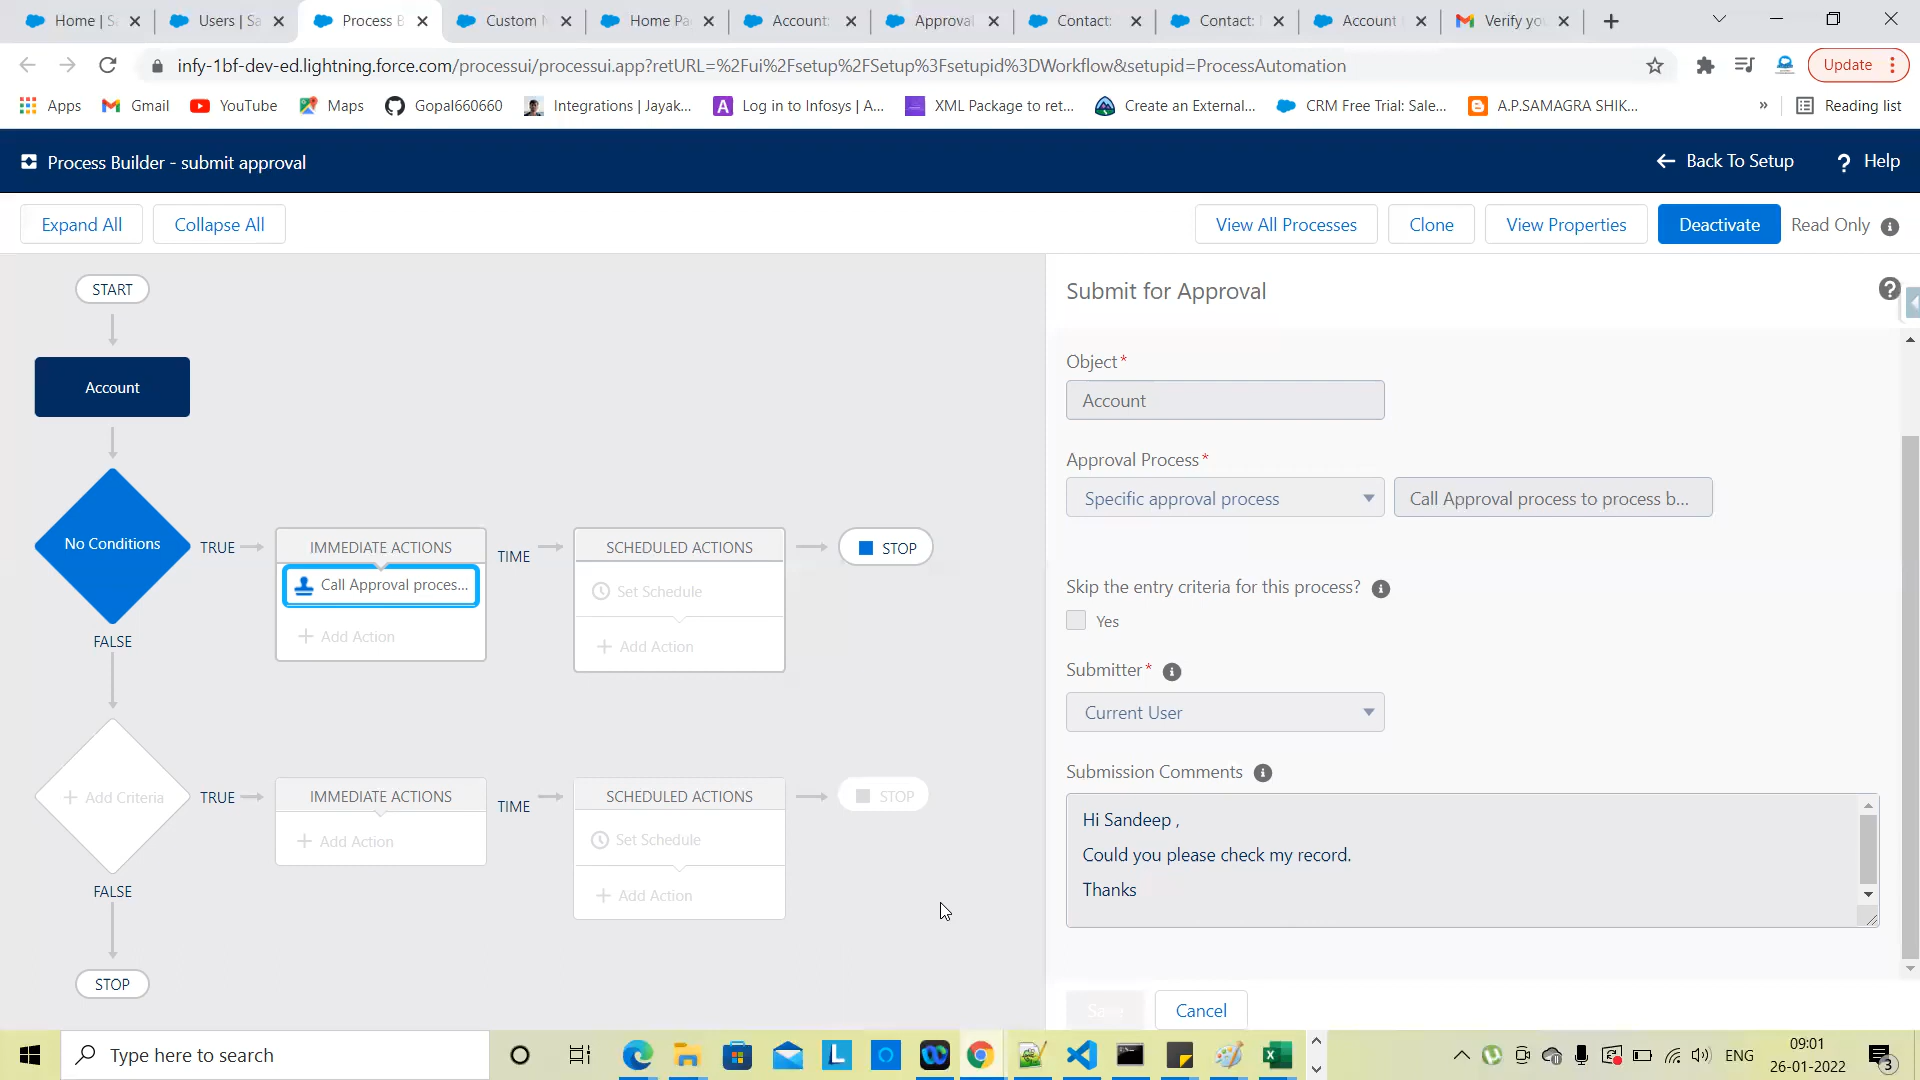 Home | S
Users | Sa
Process B
Custom
Home Pa
Account
Approva
Contact:
Contact:
Account
Verify yo
infy-1bf-dev-ed.lightning.force.com/processui/processui.app?retURL=%2Fui%2Fsetup%2FSetup%3Fsetupid%3DWorkflow&setupid=ProcessAutomation
Update
Apps
Gmail
YouTube
Maps
Gopal660060
Integrations | Jayak...
Log in to Infosys | A...
XML Package to ret...
Create an External...
CRM Free Trial: Sale...
A.P.SAMAGRA SHIK...
»
Reading list
Process Builder - submit approval
Back To Setup
? Help
Expand All
Collapse All
View All Processes
Clone
View Properties
Deactivate
Read Only
START
Account
No Conditions
TRUE
IMMEDIATE ACTIONS
Call Approval proces...
+ Add Action
TIME
SCHEDULED ACTIONS
Set Schedule
+ Add Action
STOP
FALSE
+ Add Criteria
TRUE
IMMEDIATE ACTIONS
+ Add Action
TIME
SCHEDULED ACTIONS
Set Schedule
+ Add Action
STOP
FALSE
STOP
Submit for Approval
Object*
Account
Approval Process*
Specific approval process
Call Approval process to process b...
Skip the entry criteria for this process?
Yes
Submitter*
Current User
Submission Comments
Hi Sandeep ,
Could you please check my record.
Thanks
Cancel
Type here to search
ENG
09:01
26-01-2022
3